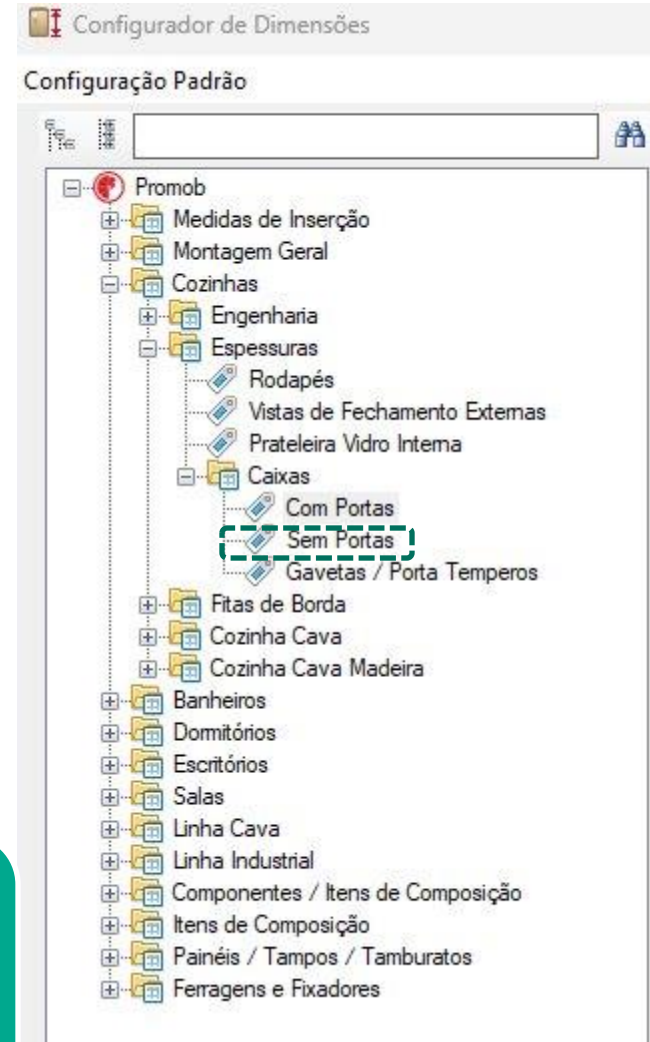 Configurador de Dimensões
Configuração Padrão
Promob
Medidas de Inserção
Montagem Geral
Cozinhas
Engenharia
Espessuras
Rodapés
Vistas de Fechamento Externas
Prateleira Vidro Interna
Caixas
Com Portas
Sem Portas
Gavetas / Porta Temperos
Fitas de Borda
Cozinha Cava
Cozinha Cava Madeira
Banheiros
Dormitórios
Escritórios
Salas
Linha Cava
Linha Industrial
Componentes / Itens de Composição
Itens de Composição
Painéis / Tampos / Tamburatos
Ferragens e Fixadores